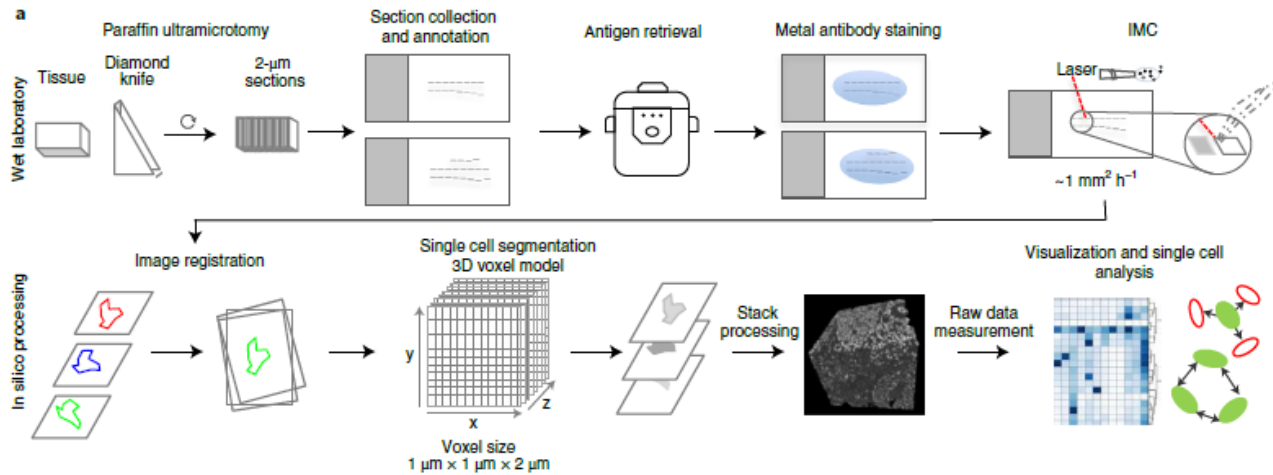 a
Wet laboratory
Paraffin ultramicrotomy
Tissue
Diamond
knife
2-μm
sections
Section collection
and annotation
Antigen retrieval
Metal antibody staining
IMC
Laser
~1 mm² h⁻¹
In silico processing
Image registration
Single cell segmentation
3D voxel model
y
x
z
Voxel size
1 μm × 1 μm × 2 μm
Stack
processing
Raw data
measurement
Visualization and single cell
analysis